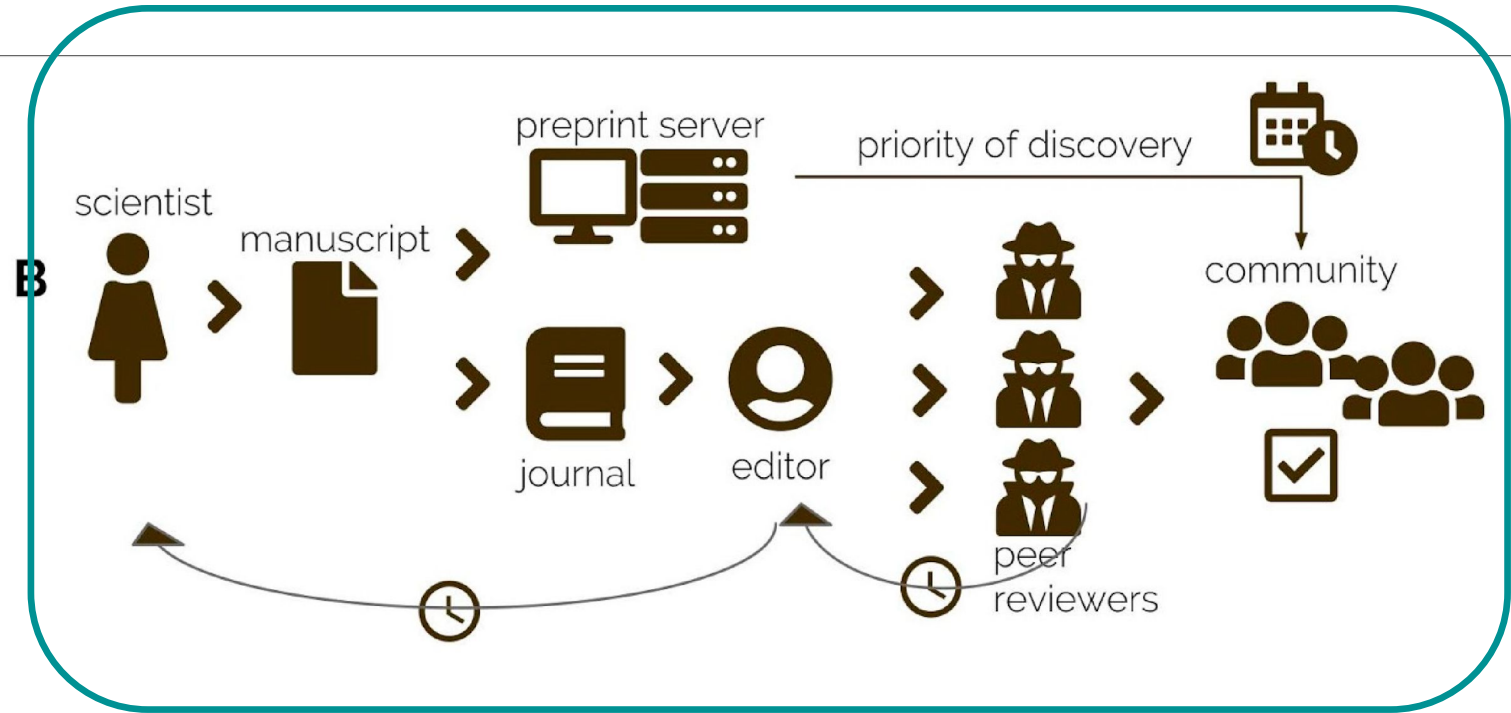 preprint server
priority of discovery
scientist
manuscript
B
community
journal
editor
peer
reviewers